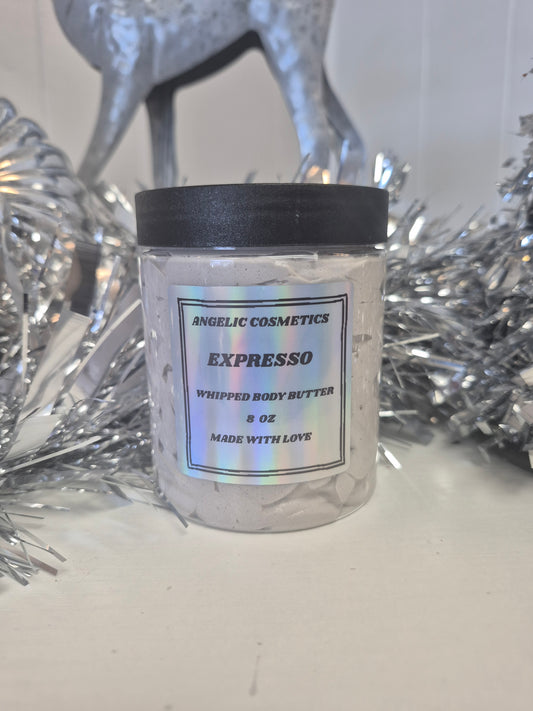 ANGELIC COSMETICS
EXPRESSO
WHIPPED BODY BUTTER
8 OZ
MADE WITH LOVE